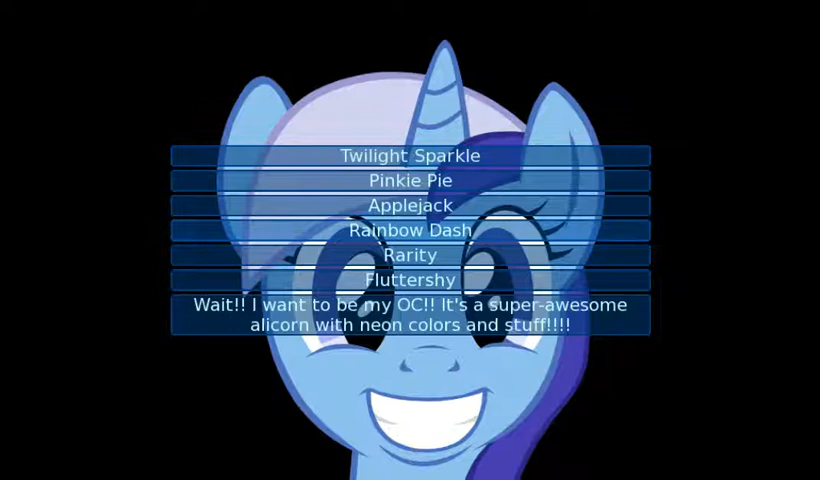 Twilight Sparkle
Pinkie Pie
Applejack
Rainbow Dash
Rarity
Fluttershy
Wait!! I want to be my OC!! It's a super-awesome
alicorn with neon colors and stuff!!!!